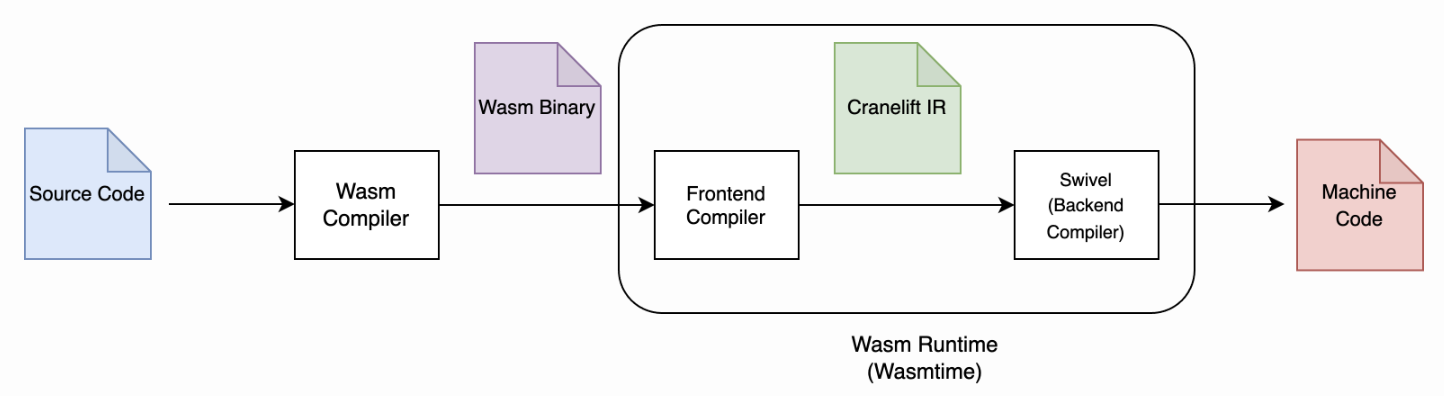 Source Code
Wasm
Compiler
Wasm Binary
Frontend
Compiler
Cranelift IR
Swivel
(Backend
Compiler)
Machine
Code
Wasm Runtime
(Wasmtime)